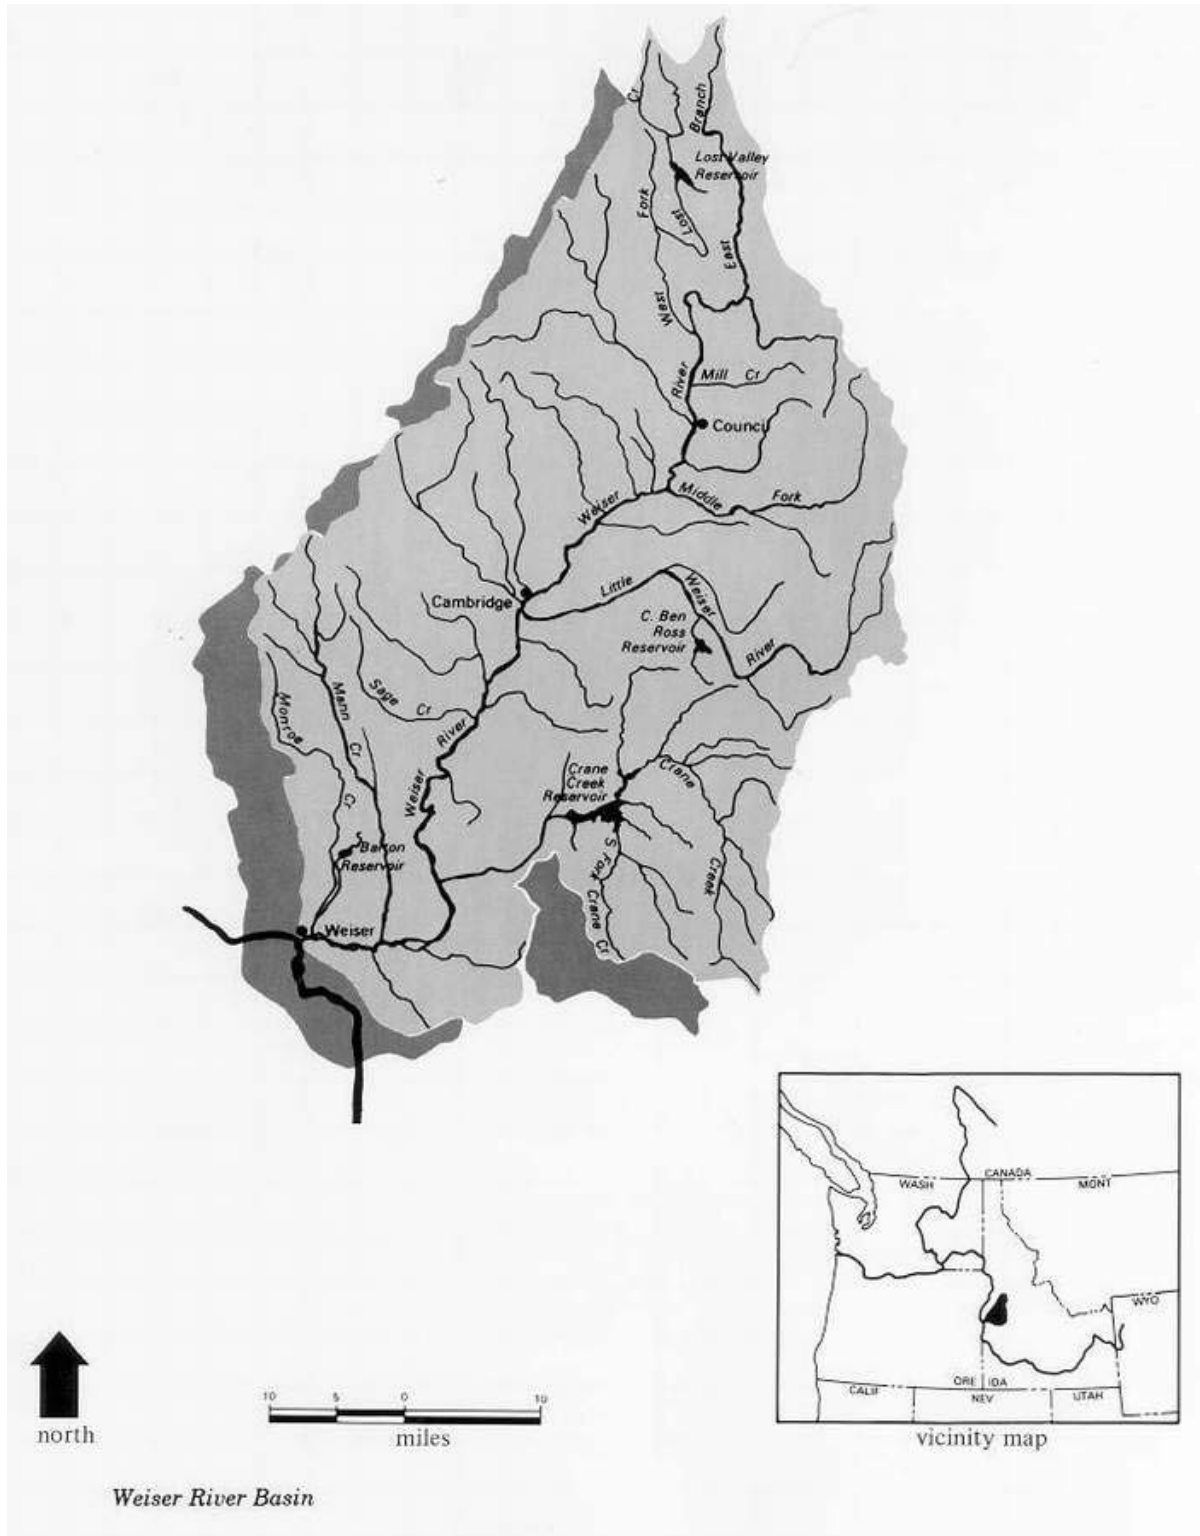 Cr
Branch
Lost Valley
Reservoir
Fork
Lost
East
West
River
Mill Cr
Council
Weiser
Middle
Fork
Cambridge
Little
Weiser
River
C. Ben
Ross
Reservoir
Monroe
Cr
Mann
Cr
Sage
Cr
River
Weiser
Crane
Creek
Reservoir
Crane
Creek
S Fork Crane Cr
Barton
Reservoir
Weiser
CANADA
WASH
MONT
WYO
ORE
IDA
CALIF
NEV
UTAH
vicinity map
10 5 0 10
miles
north
Weiser River Basin